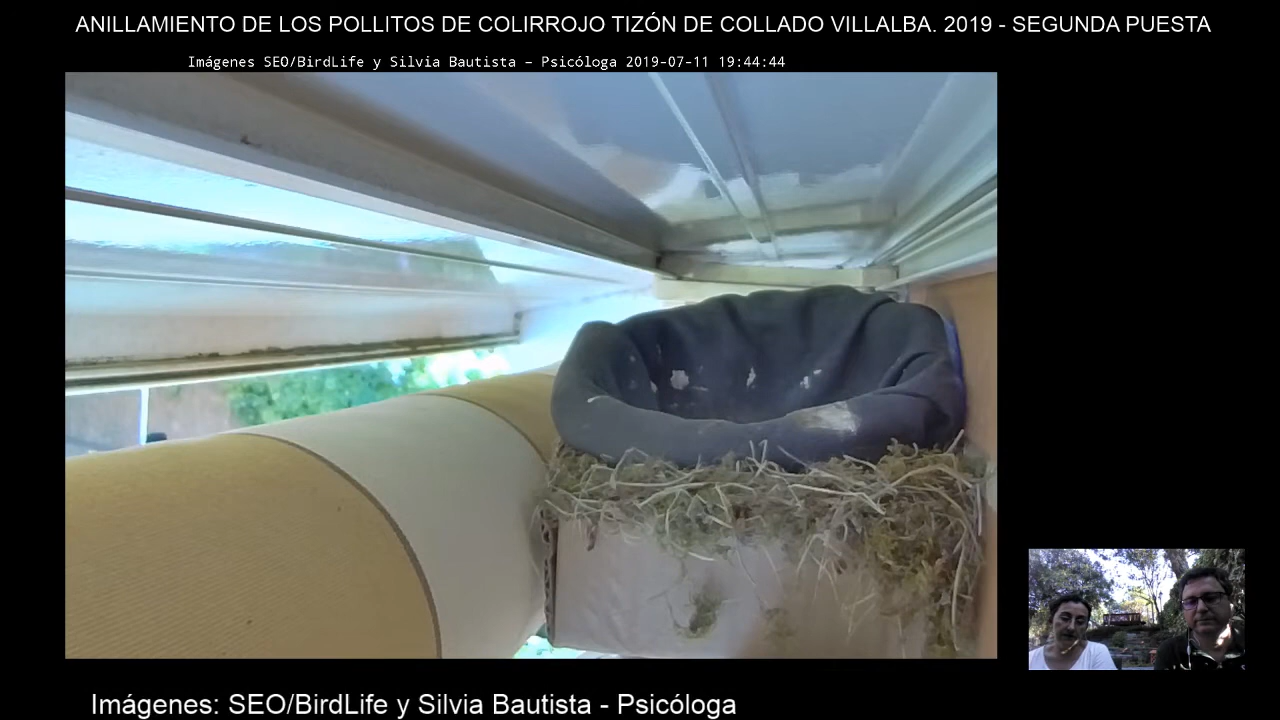 ANILLAMIENTO DE LOS POLLITOS DE COLIRROJO TIZÓN DE COLLADO VILLALBA. 2019 - SEGUNDA PUESTA
Imágenes SEO/BirdLife y Silvia Bautista – Psicóloga 2019-07-11 19:44:44
Imágenes: SEO/BirdLife y Silvia Bautista - Psicóloga